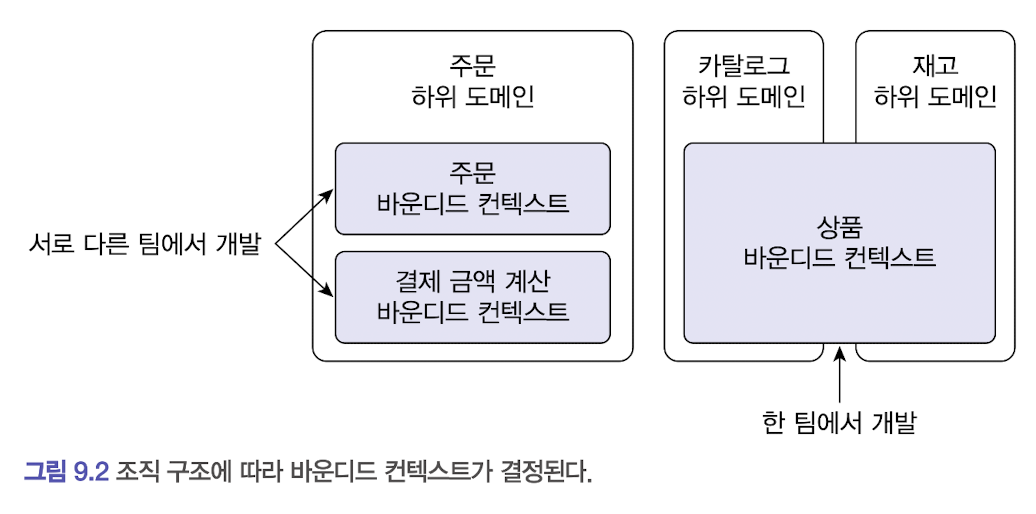 주문
하위 도메인
카탈로그
하위 도메인
재고
하위 도메인
주문
바운디드 컨텍스트
서로 다른 팀에서 개발
결제 금액 계산
바운디드 컨텍스트
상품
바운디드 컨텍스트
한 팀에서 개발
그림 9.2 조직 구조에 따라 바운디드 컨텍스트가 결정된다.